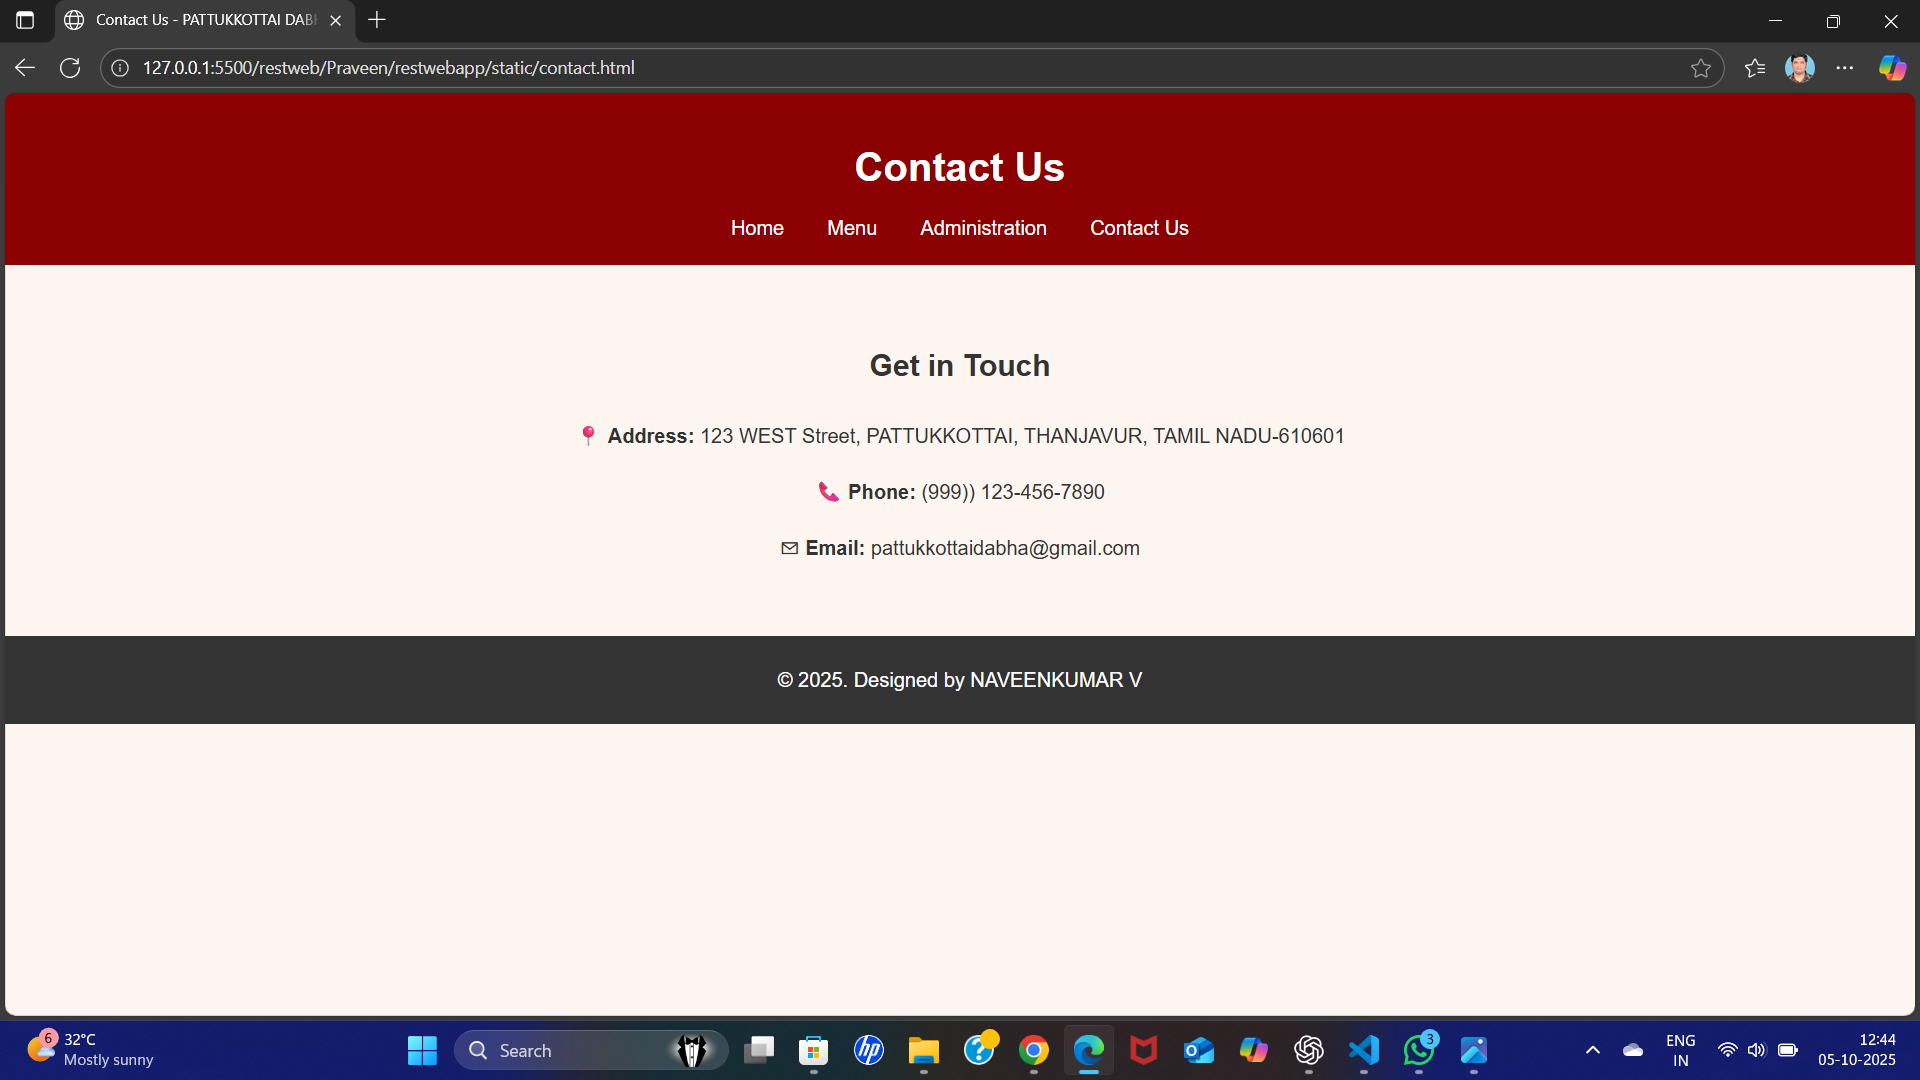 Contact Us - PATTUKKOTTAI DABH
127.0.0.1:5500/restweb/Praveen/restwebapp/static/contact.html
Contact Us
Home Menu Administration Contact Us
Get in Touch
📍 Address: 123 WEST Street, PATTUKKOTTAI, THANJAVUR, TAMIL NADU-610601
📞 Phone: (999)) 123-456-7890
✉ Email: pattukkottaidabha@gmail.com
© 2025. Designed by NAVEENKUMAR V
6
32°C
Mostly sunny
Search
hp
3
ENG
IN
12:44
05-10-2025